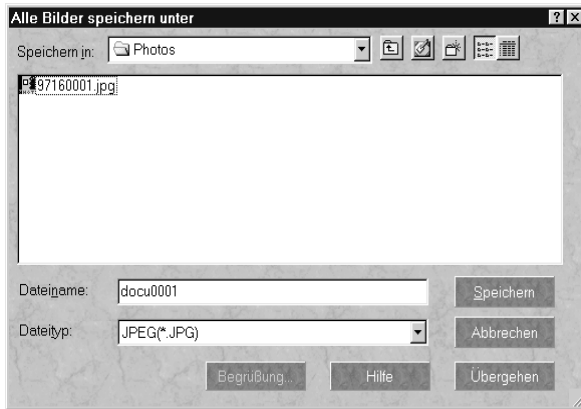 Alle Bilder speichern unter
Speichern in: Photos
97160001.jpg
Dateiname: docu0001 Speichern
Dateityp: JPEG(*.JPG) Abbrechen
Begrüßung... Hilfe Übergehen